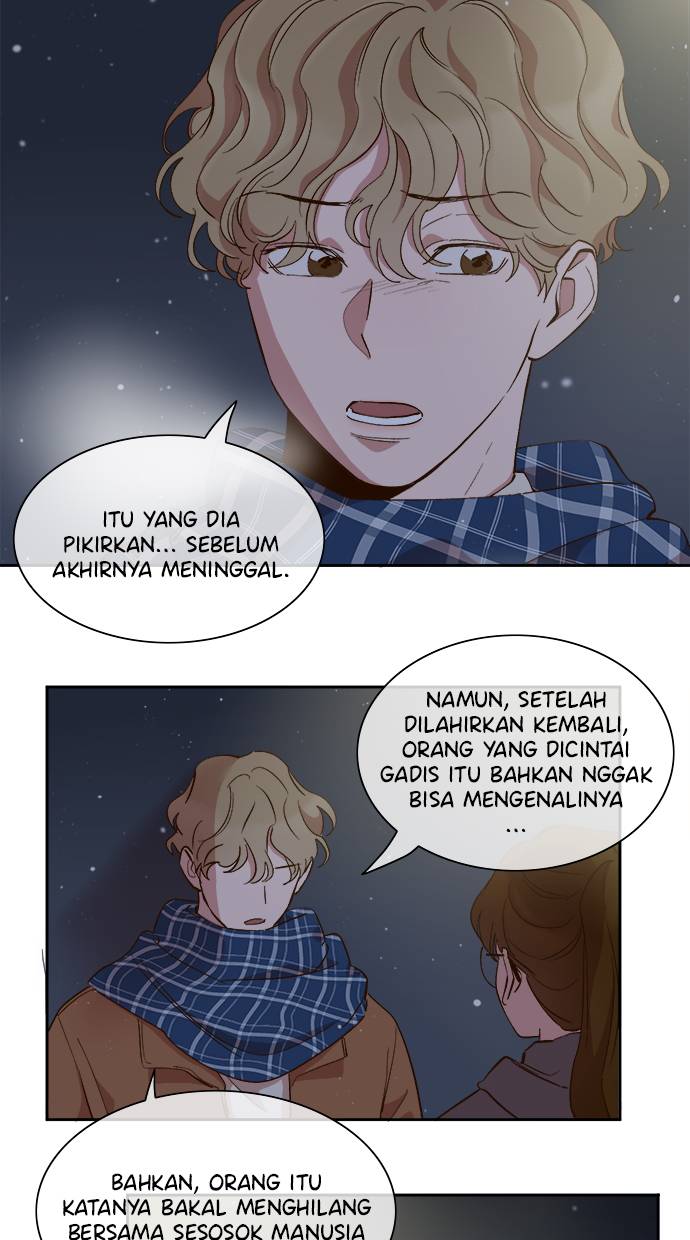 ITU YANG DIA
PIKIRKAN... SEBELUM
AKHIRNYA MENINGGAL.
NAMUN, SETELAH
DILAHIRKAN KEMBALI,
ORANG YANG DICINTAI
GADIS ITU BAHKAN NGGAK
BISA MENGENALINYA
...
BAHKAN, ORANG ITU
KATANYA BAKAL MENGHILANG
BERSAMA SESOSOK MANUSIA